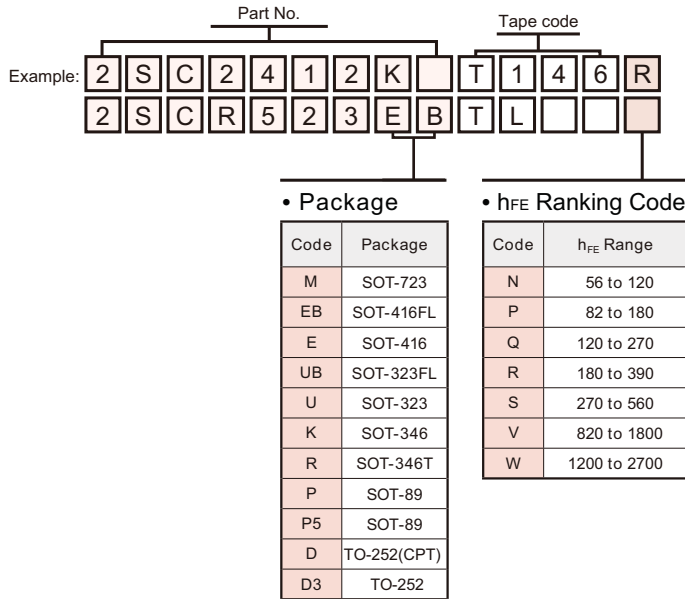 Part No.
Tape code
Example: 2 S C 2 4 1 2 K T 1 4 6 R
2 S C R 5 2 3 E B T L
• Package
Code Package
M SOT-723
EB SOT-416FL
E SOT-416
UB SOT-323FL
U SOT-323
K SOT-346
R SOT-346T
P SOT-89
P5 SOT-89
D TO-252(CPT)
D3 TO-252
• hFE Ranking Code
Code hFE Range
N 56 to 120
P 82 to 180
Q 120 to 270
R 180 to 390
S 270 to 560
V 820 to 1800
W 1200 to 2700